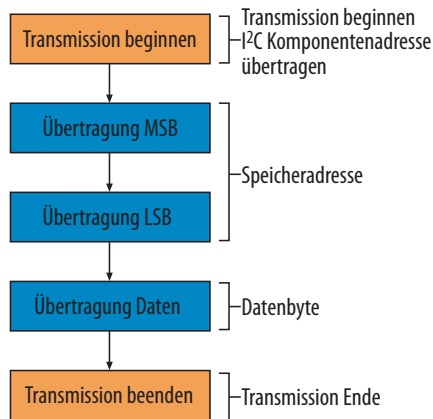 Transmission beginnen
Transmission beginnen
I²C Komponentenadresse
übertragen
Übertragung MSB
Speicheradresse
Übertragung LSB
Übertragung Daten
Datenbyte
Transmission beenden
Transmission Ende